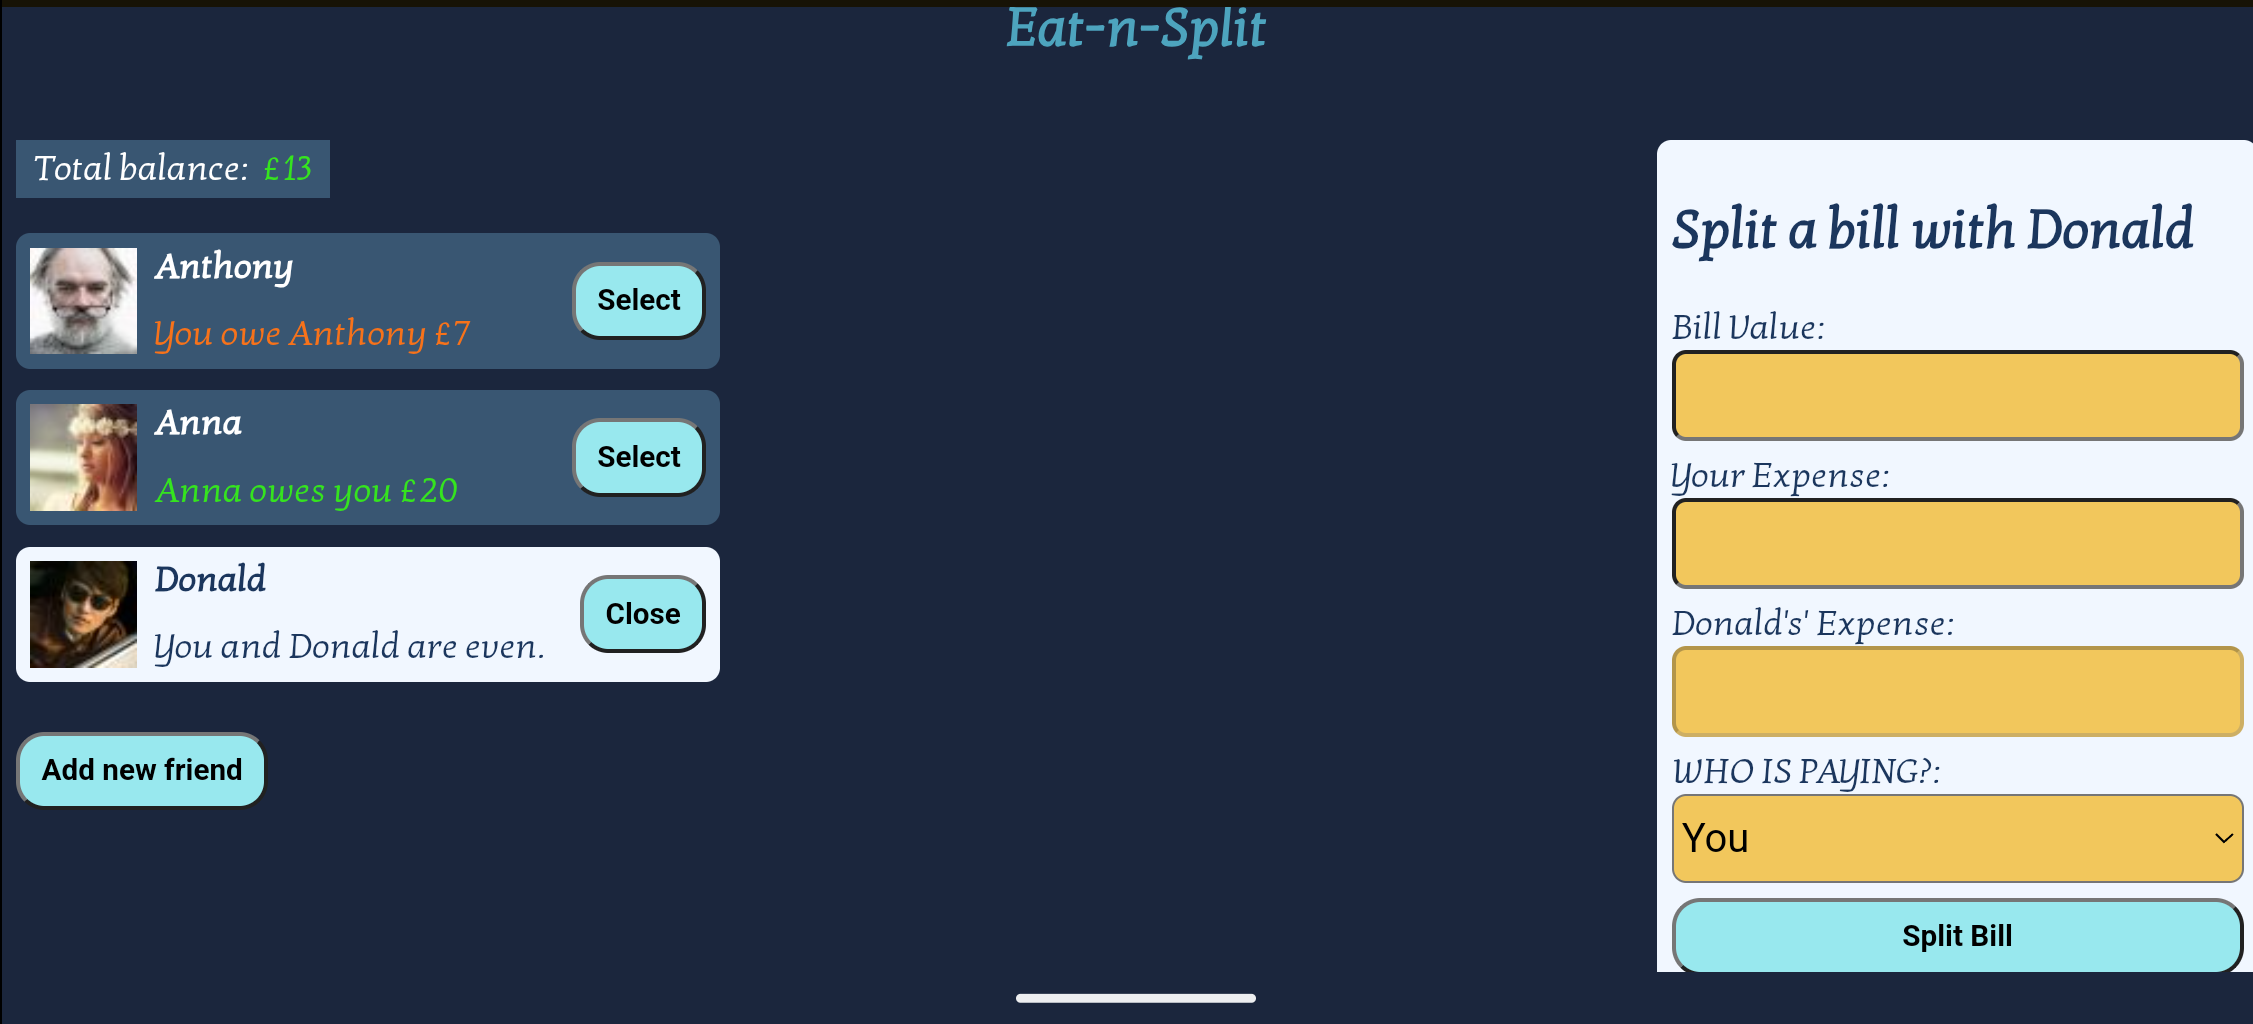 Eat-n-Split
Total balance: £13
Anthony
You owe Anthony £7
Select
Anna
Anna owes you £20
Select
Donald
You and Donald are even.
Close
Add new friend
Split a bill with Donald
Bill Value:
Your Expense:
Donald's' Expense:
WHO IS PAYING?:
You
Split Bill